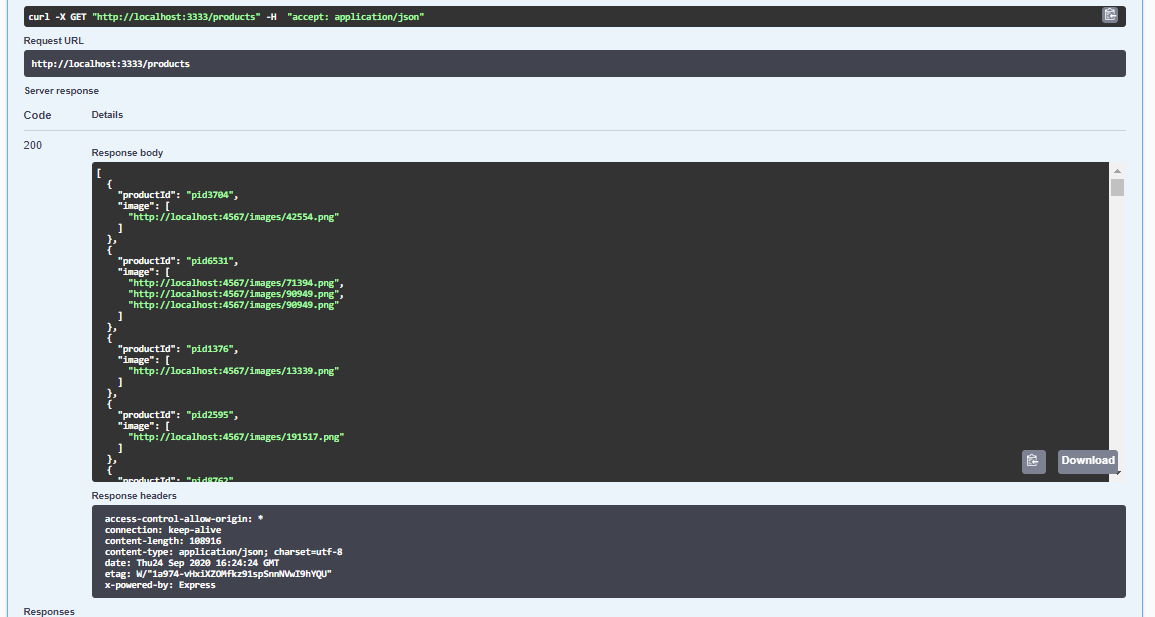 curl -X GET "http://localhost:3333/products" -H  "accept: application/json"
Request URL
http://localhost:3333/products
Server response
Code Details
200
Response body
[
  {
    "productId": "pid3704",
    "image": [
      "http://localhost:4567/images/42554.png"
    ]
  },
  {
    "productId": "pid6531",
    "image": [
      "http://localhost:4567/images/71394.png",
      "http://localhost:4567/images/90949.png",
      "http://localhost:4567/images/90949.png"
    ]
  },
  {
    "productId": "pid1376",
    "image": [
      "http://localhost:4567/images/13339.png"
    ]
  },
  {
    "productId": "pid2595",
    "image": [
      "http://localhost:4567/images/191517.png"
    ]
  },
  {
    "productId": "pid8762"
Download
Response headers
access-control-allow-origin: *
connection: keep-alive
content-length: 108916
content-type: application/json; charset=utf-8
date: Thu24 Sep 2020 16:24:24 GMT
etag: W/"1a974-vHxiXZOMfkz91spSnnNVwI9hYQU"
x-powered-by: Express
Responses